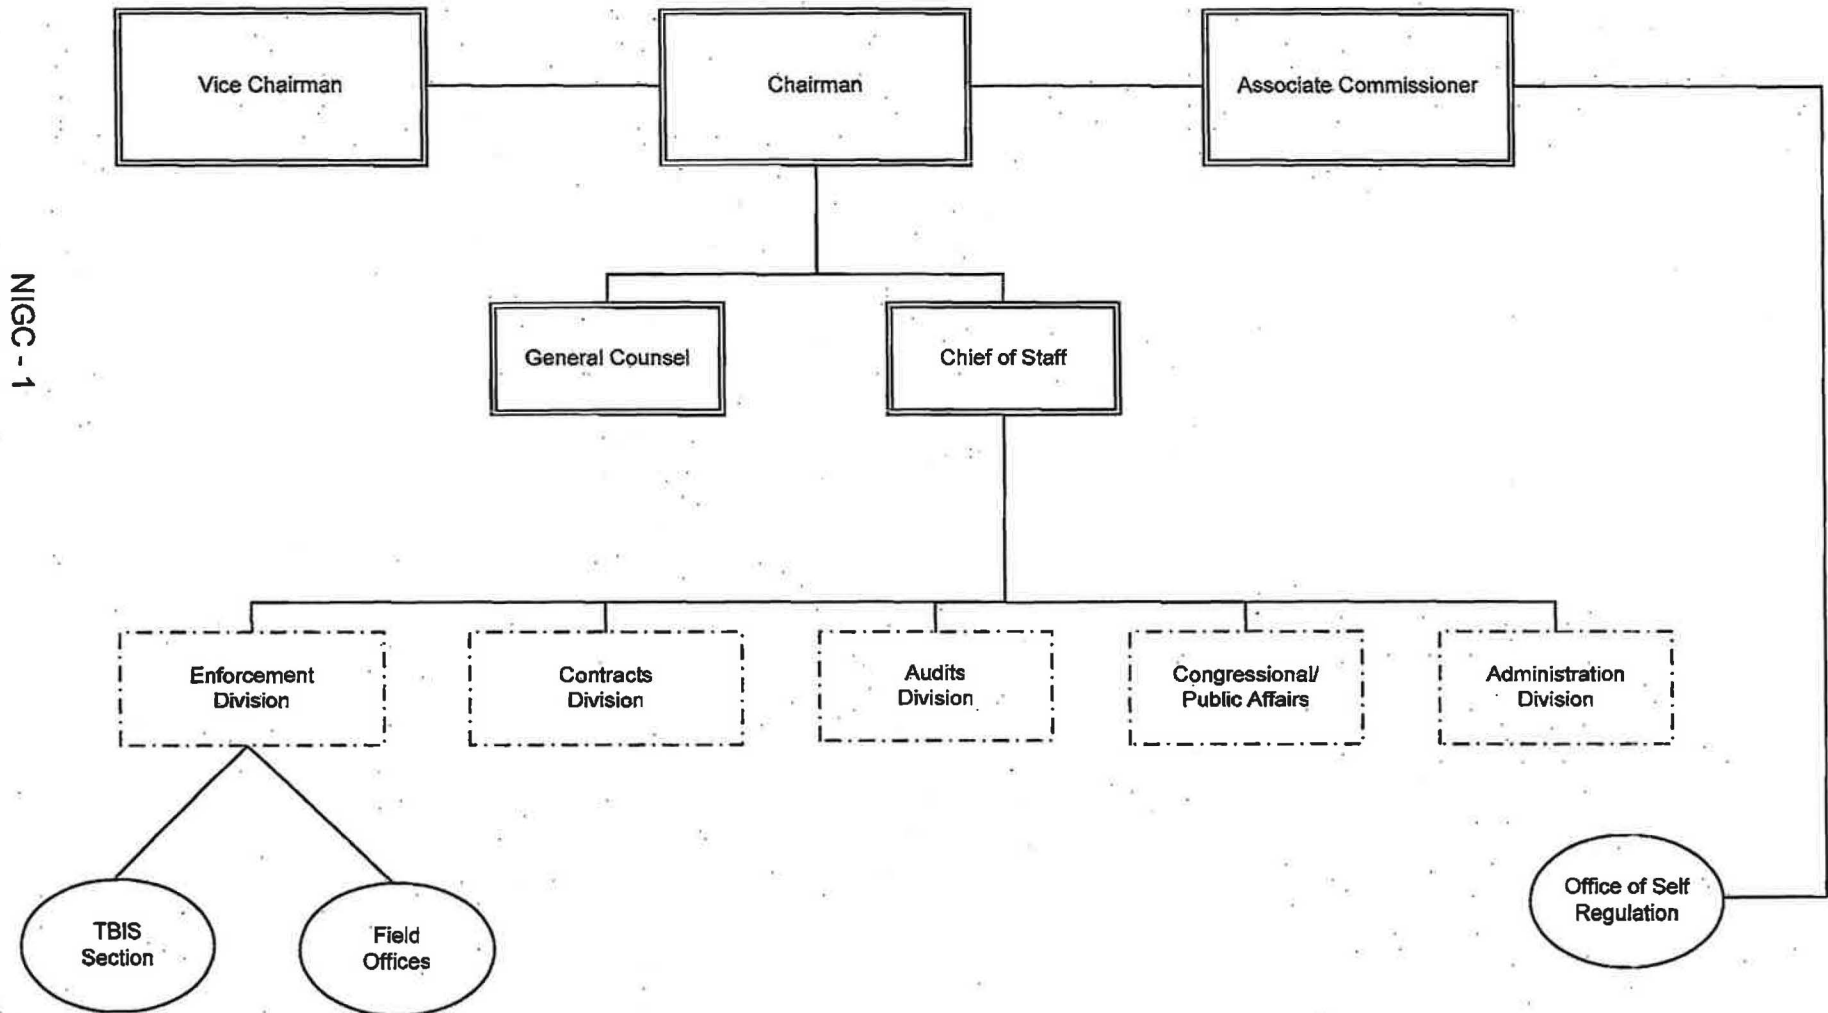 Vice Chairman
Chairman
Associate Commissioner
NIGC - 1
General Counsel
Chief of Staff
Enforcement
Division
Contracts
Division
Audits
Division
Congressional/
Public Affairs
Administration
Division
TBIS
Section
Field
Offices
Office of Self
Regulation